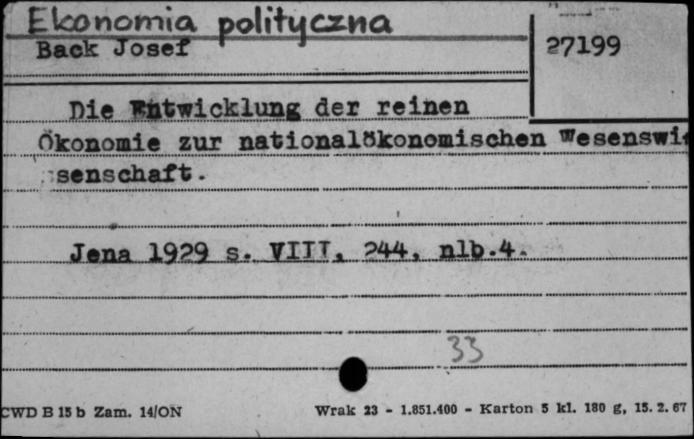 Ekonomia polityczna
Back Josef
27199
Die Entwicklung der reinen
Ökonomie zur nationalökonomischen Wesenswis
senschaft.
Jena 1929 s. VIII, 244, nlb.4.
33
CWD B 15 b Zam. 14/ON
Wrak 23 - 1.851.400 - Karton 5 kl. 180 g, 15. 2. 67